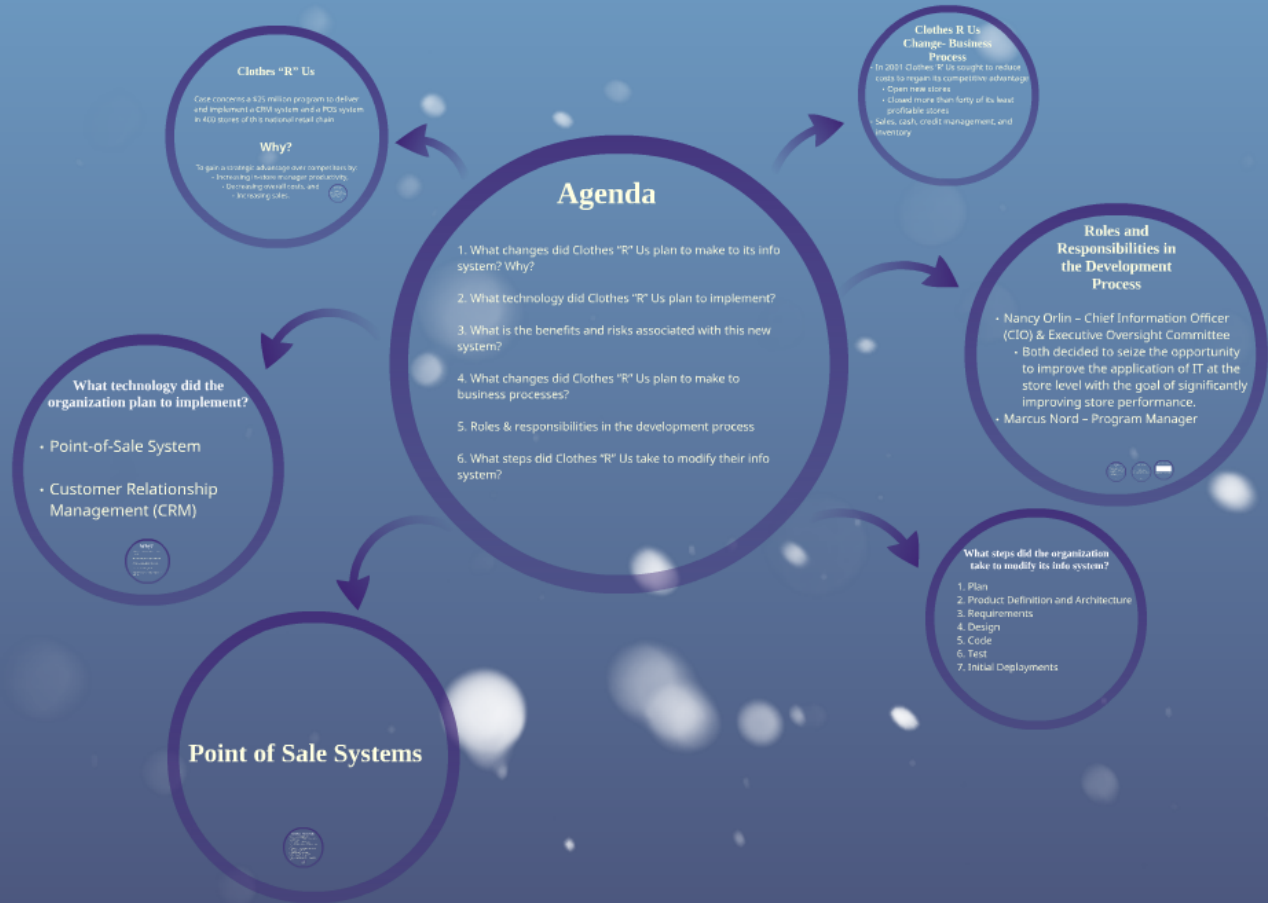 Clothes “R” Us
Case concerns a $25 million program to deliver
and implement a CRM system and a POS system
in 400 stores of this national retail chain
Why?
To gain a strategic advantage over competitors by:
- Increasing in-store manager productivity,
- Decreasing overall costs, and
- Increasing sales.
Clothes R Us
Change- Business
Process
• In 2001 Clothes 'R' Us sought to reduce
costs to regain its competitive advantage
• Open new stores
• Closed more than forty of its least
profitable stores
• Sales, cash, credit management, and
inventory
Agenda
1. What changes did Clothes “R” Us plan to make to its info
system? Why?
2. What technology did Clothes “R” Us plan to implement?
3. What is the benefits and risks associated with this new
system?
4. What changes did Clothes “R” Us plan to make to
business processes?
5. Roles & responsibilities in the development process
6. What steps did Clothes “R” Us take to modify their info
system?
Roles and
Responsibilities in
the Development
Process
• Nancy Orlin – Chief Information Officer
(CIO) & Executive Oversight Committee
• Both decided to seize the opportunity
to improve the application of IT at the
store level with the goal of significantly
improving store performance.
• Marcus Nord – Program Manager
What technology did the
organization plan to implement?
• Point-of-Sale System
• Customer Relationship
Management (CRM)
What steps did the organization
take to modify its info system?
1. Plan
2. Product Definition and Architecture
3. Requirements
4. Design
5. Code
6. Test
7. Initial Deployments
Point of Sale Systems